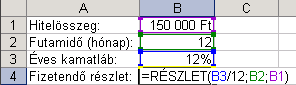 A B C
1 Hitelösszeg: 150 000 Ft
2 Futamidő (hónap): 12
3 Éves kamatláb: 12%
4 Fizetendő részlet: =RÉSZLET(B3/12;B2;B1)